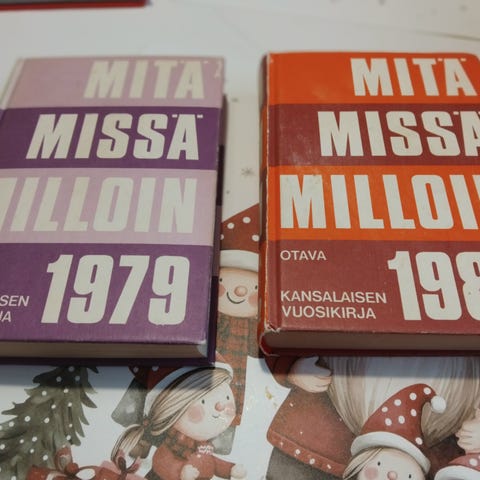 MITÄ
MISSÄ
MILLOIN
1979
MITÄ
MISSÄ
MILLOIN
OTAVA
198
KANSALAISEN
VUOSIKIRJA